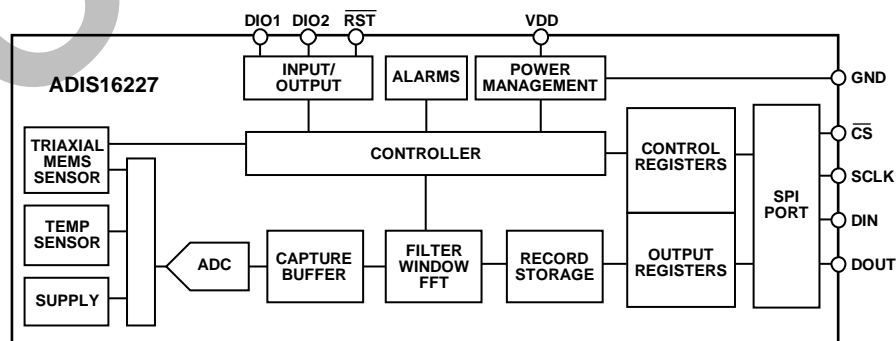 DIO1 DIO2 RST VDD
ADIS16227
INPUT/
OUTPUT
ALARMS
POWER
MANAGEMENT
GND
TRIAXIAL
MEMS
SENSOR
CONTROLLER
CONTROL
REGISTERS
CS
SCLK
SPI
PORT
DIN
DOUT
TEMP
SENSOR
SUPPLY
ADC
CAPTURE
BUFFER
FILTER
WINDOW
FFT
RECORD
STORAGE
OUTPUT
REGISTERS